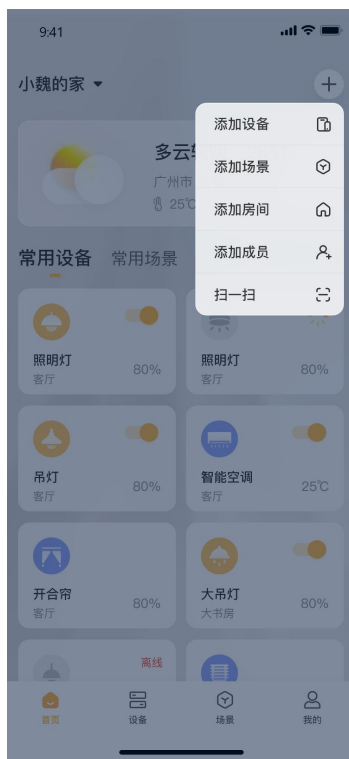 9:41
小魏的家
添加设备
添加场景
添加房间
添加成员
扫一扫
多云
广州市
25℃
常用设备 常用场景
照明灯
客厅
80%
照明灯
客厅
80%
吊灯
客厅
80%
智能空调
客厅
25℃
开合帘
客厅
80%
大吊灯
大书房
80%
离线
首页
设备
场景
我的